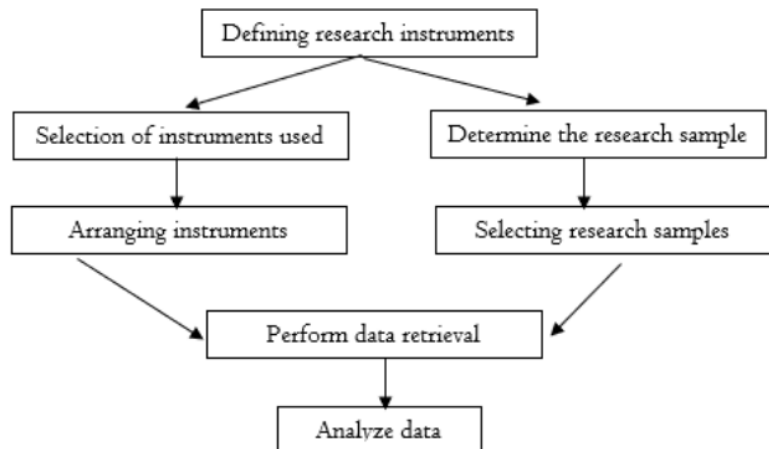 Defining research instruments
Selection of instruments used
Determine the research sample
Arranging instruments
Selecting research samples
Perform data retrieval
Analyze data